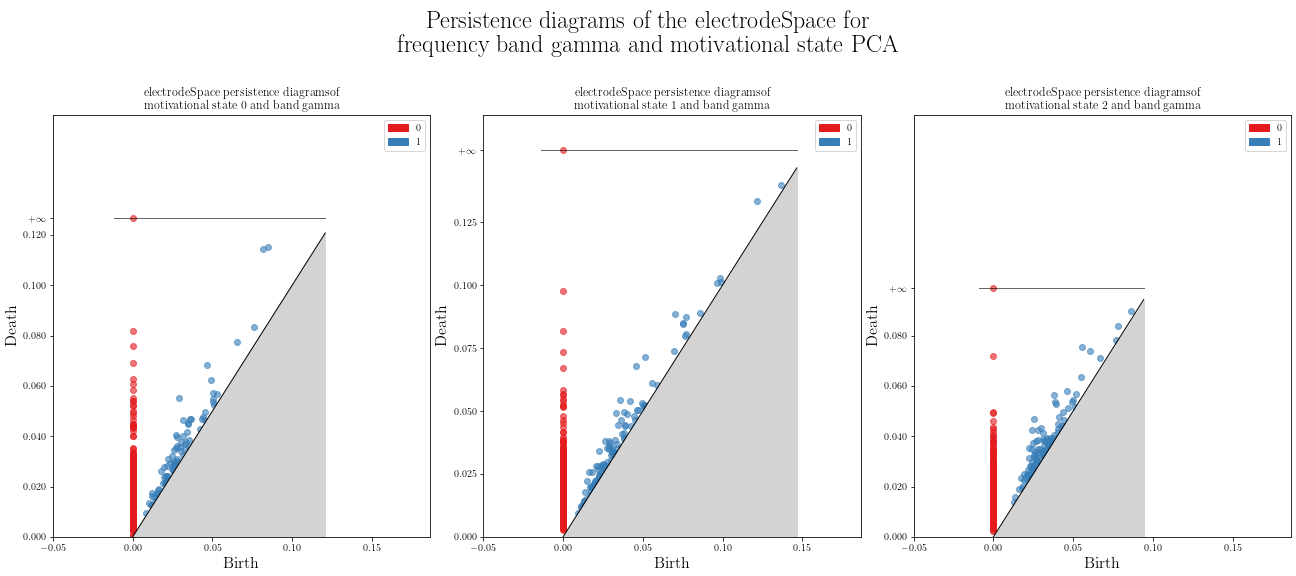 Persistence diagrams of the electrodeSpace for
frequency band gamma and motivational state PCA
electrodeSpace persistence diagramsof
motivational state 0 and band gamma
0
1
+∞
0.120
0.100
0.080
0.060
0.040
0.020
0.000
Death
−0.05 0.00 0.05 0.10 0.15
Birth
electrodeSpace persistence diagramsof
motivational state 1 and band gamma
0
1
+∞
0.125
0.100
0.075
0.050
0.025
0.000
Death
−0.05 0.00 0.05 0.10 0.15
Birth
electrodeSpace persistence diagramsof
motivational state 2 and band gamma
0
1
+∞
0.080
0.060
0.040
0.020
0.000
Death
−0.05 0.00 0.05 0.10 0.15
Birth